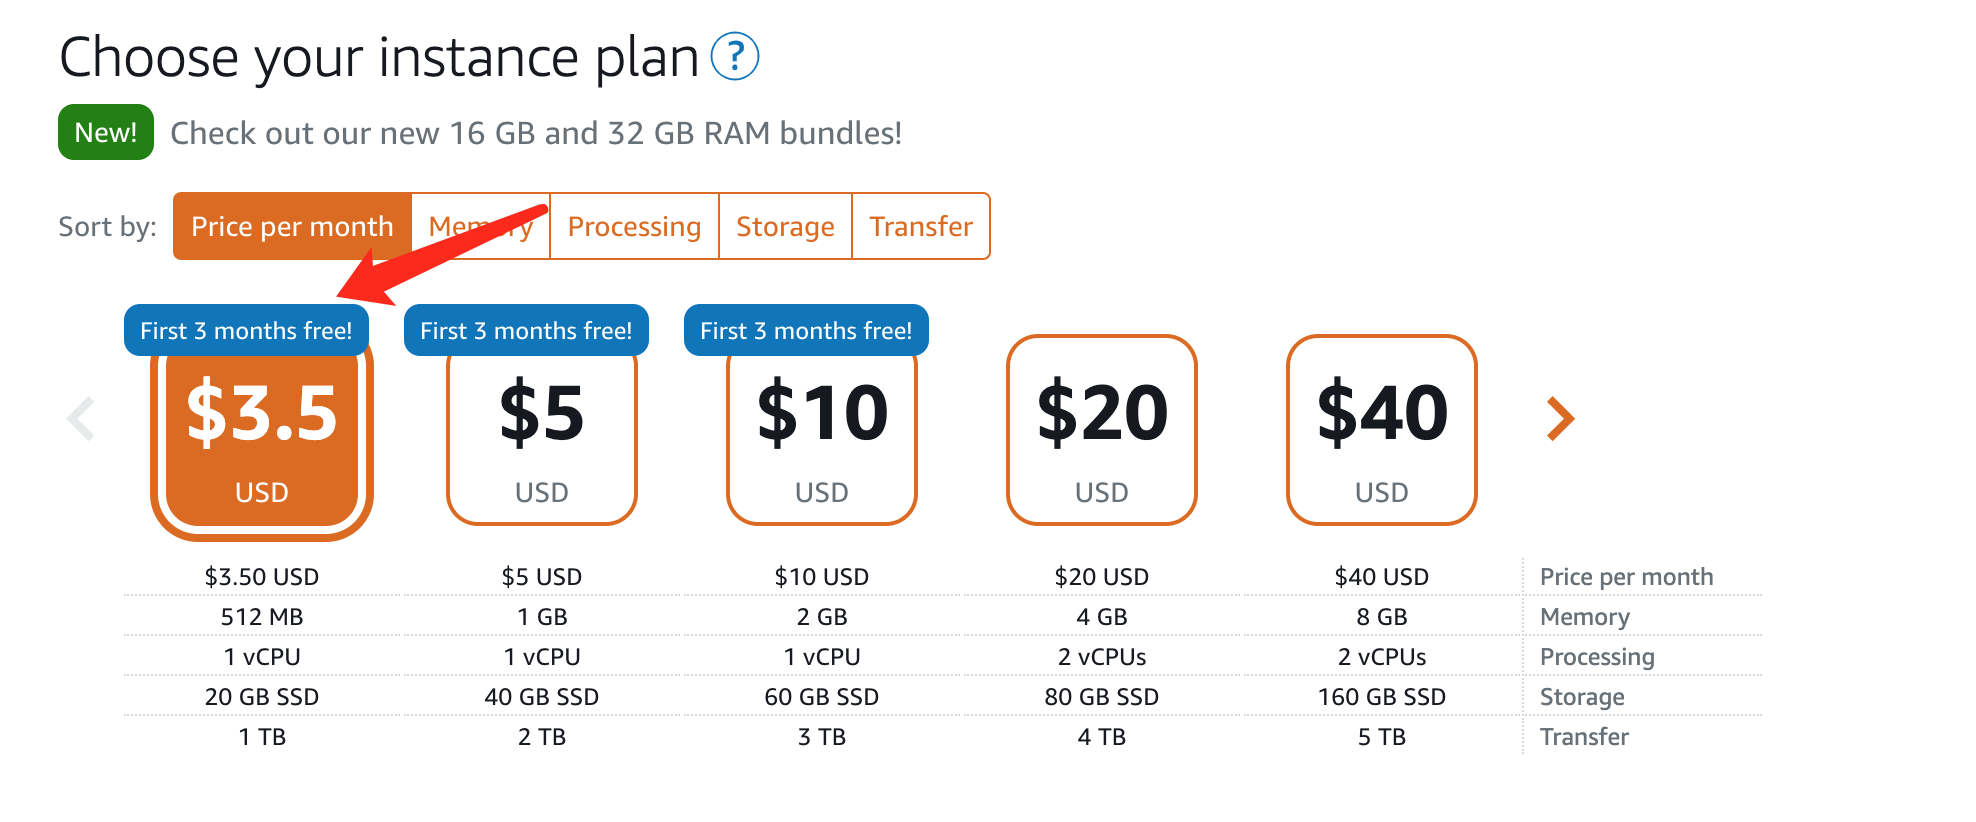 Choose your instance plan ?
New! Check out our new 16 GB and 32 GB RAM bundles!
Sort by: Price per month Memory Processing Storage Transfer
First 3 months free! First 3 months free! First 3 months free!
$3.5 $5 $10 $20 $40
USD USD USD USD USD
$3.50 USD $5 USD $10 USD $20 USD $40 USD Price per month
512 MB 1 GB 2 GB 4 GB 8 GB Memory
1 vCPU 1 vCPU 1 vCPU 2 vCPUs 2 vCPUs Processing
20 GB SSD 40 GB SSD 60 GB SSD 80 GB SSD 160 GB SSD Storage
1 TB 2 TB 3 TB 4 TB 5 TB Transfer